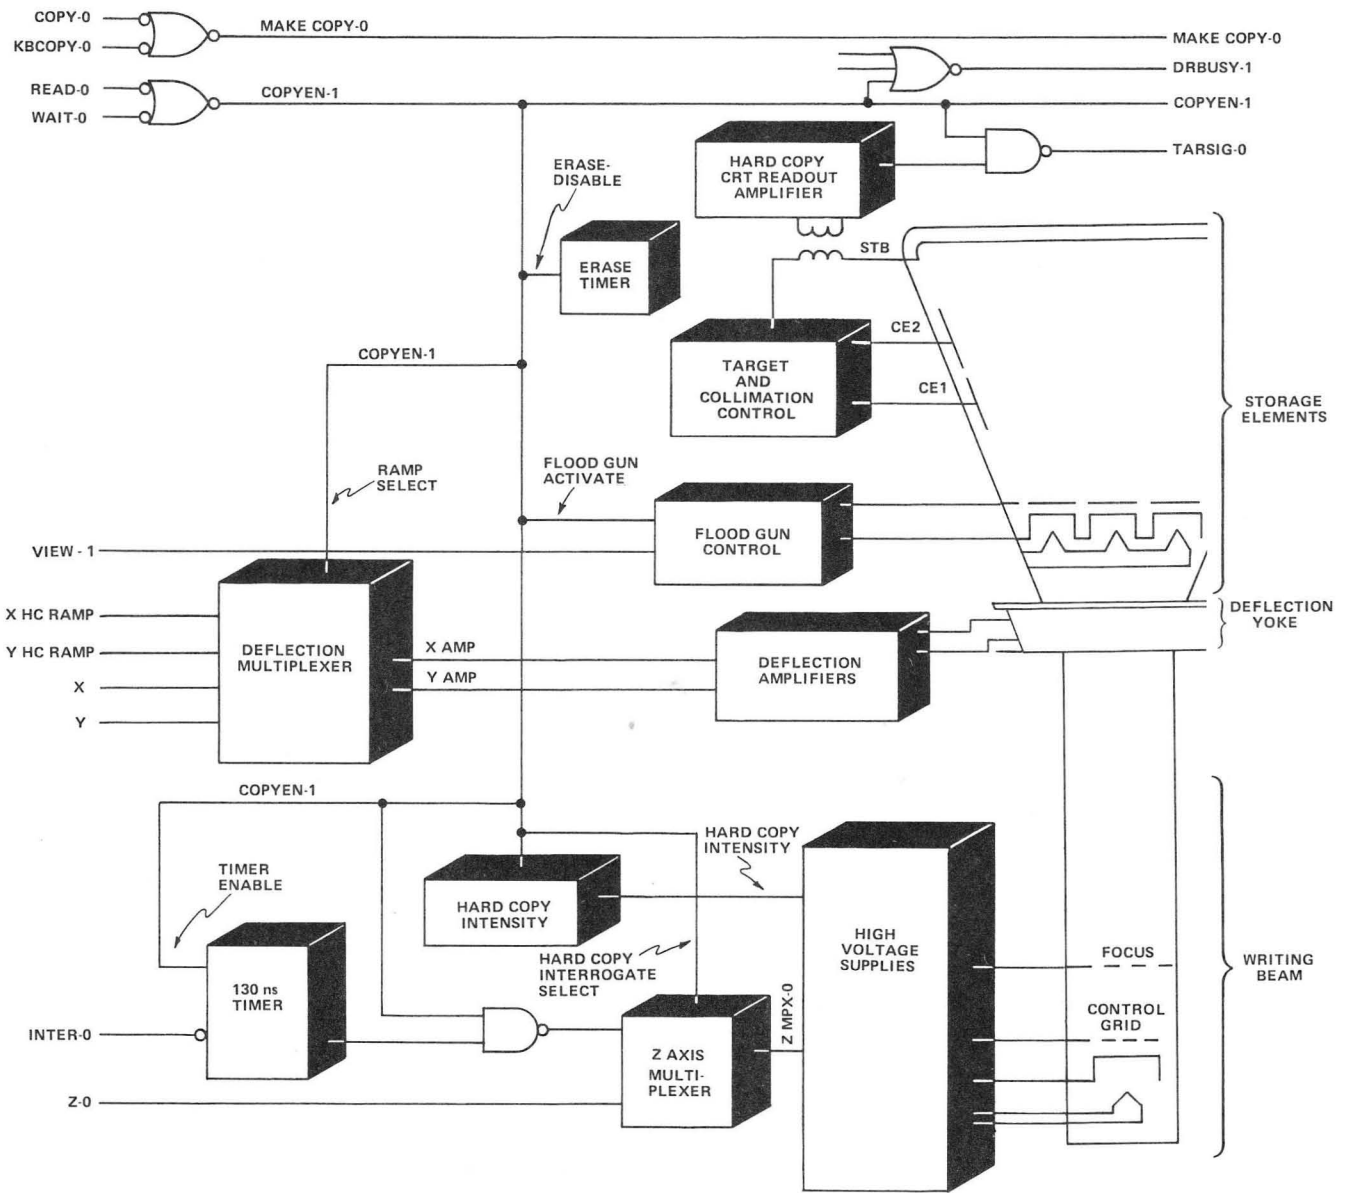 COPY-0
KBCOPY-0
MAKE COPY-0
MAKE COPY-0
DRBUSY-1
READ-0
WAIT-0
COPYEN-1
COPYEN-1
TARSIG-0
HARD COPY
CRT READOUT
AMPLIFIER
ERASE-
DISABLE
ERASE
TIMER
STB
CE2
CE1
TARGET
AND
COLLIMATION
CONTROL
STORAGE
ELEMENTS
COPYEN-1
RAMP
SELECT
FLOOD GUN
ACTIVATE
FLOOD GUN
CONTROL
VIEW - 1
X HC RAMP
Y HC RAMP
X
Y
DEFLECTION
MULTIPLEXER
X AMP
Y AMP
DEFLECTION
AMPLIFIERS
DEFLECTION
YOKE
COPYEN-1
TIMER
ENABLE
HARD COPY
INTENSITY
HARD COPY
INTENSITY
HARD COPY
INTERROGATE
SELECT
130 ns
TIMER
INTER-0
Z-0
Z AXIS
MULTI-
PLEXER
Z MPX-0
HIGH
VOLTAGE
SUPPLIES
FOCUS
CONTROL
GRID
WRITING
BEAM